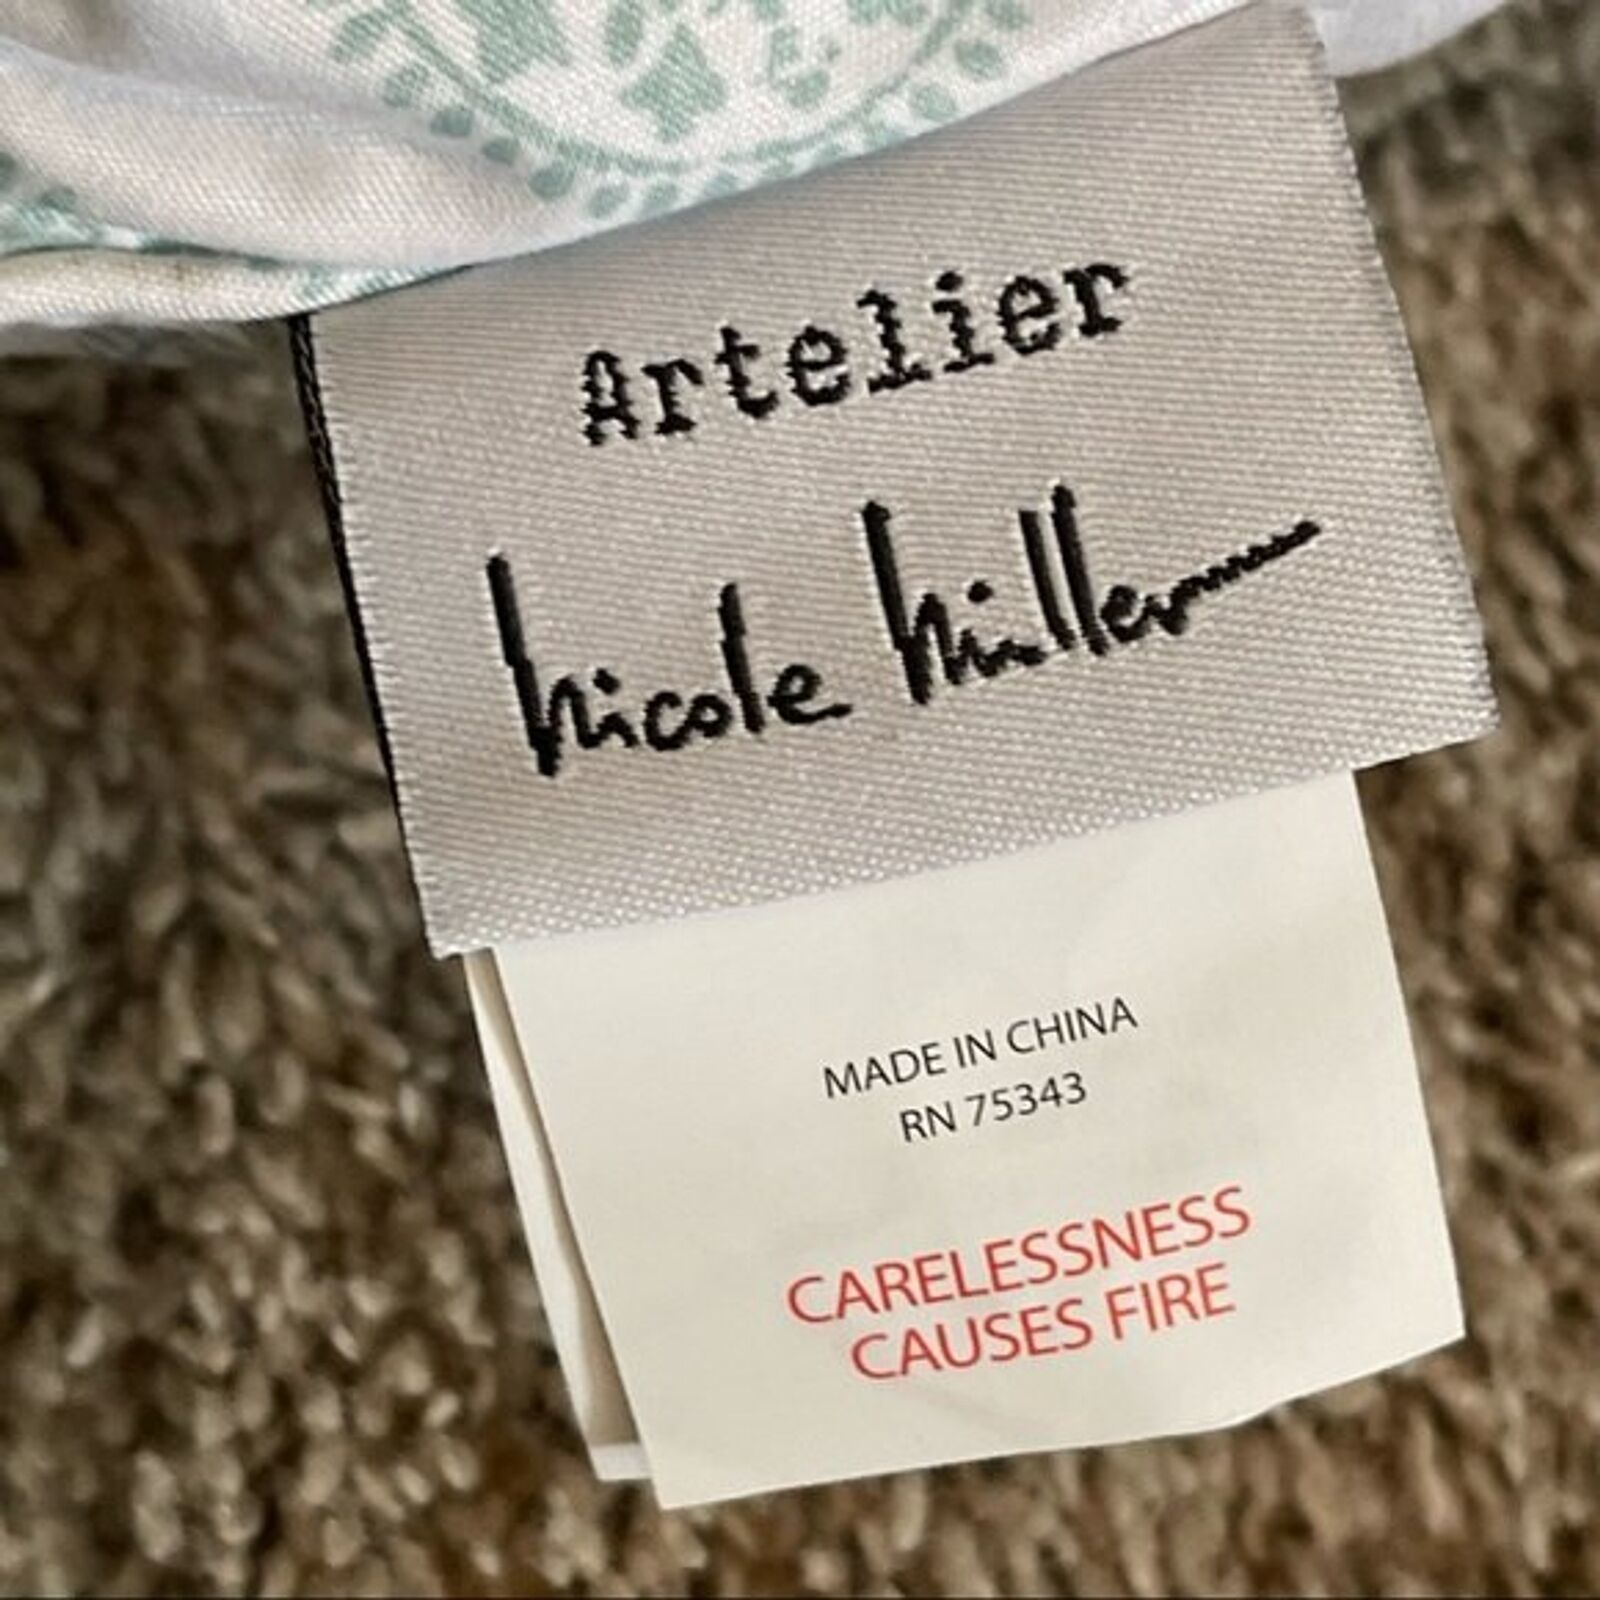 Artelier
Nicole Miller
MADE IN CHINA
RN 75343
CARELESSNESS
CAUSES FIRE